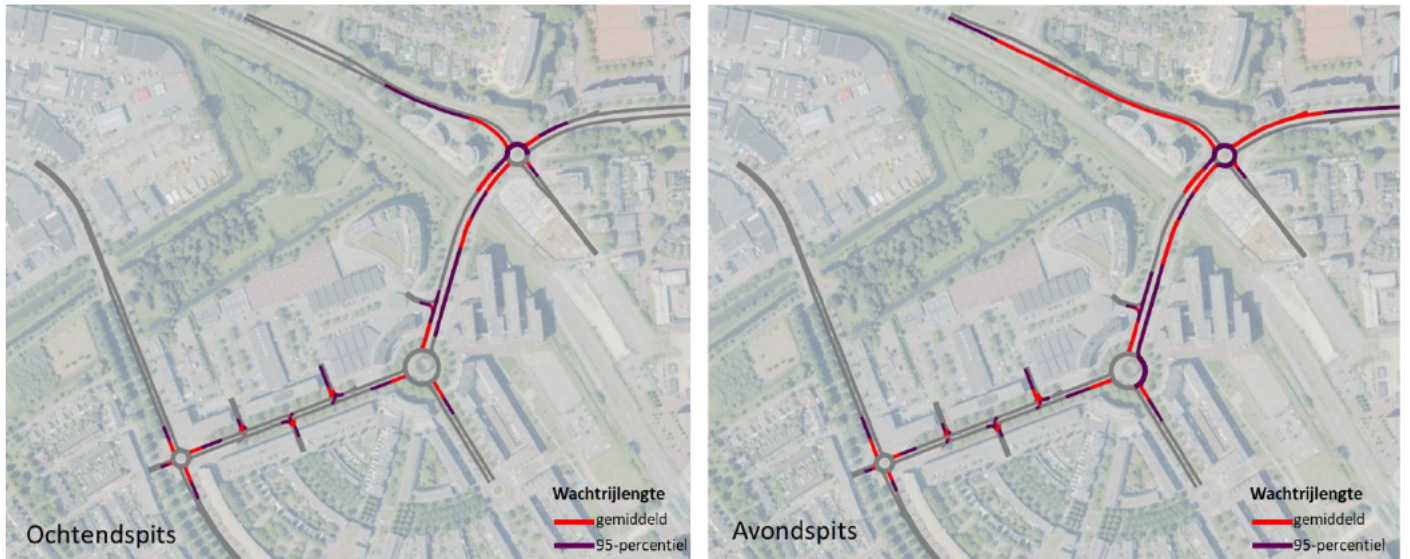 Ochtendspits
Wachtrijlengte
gemiddeld
95-percentiel
Avondspits
Wachtrijlengte
gemiddeld
95-percentiel